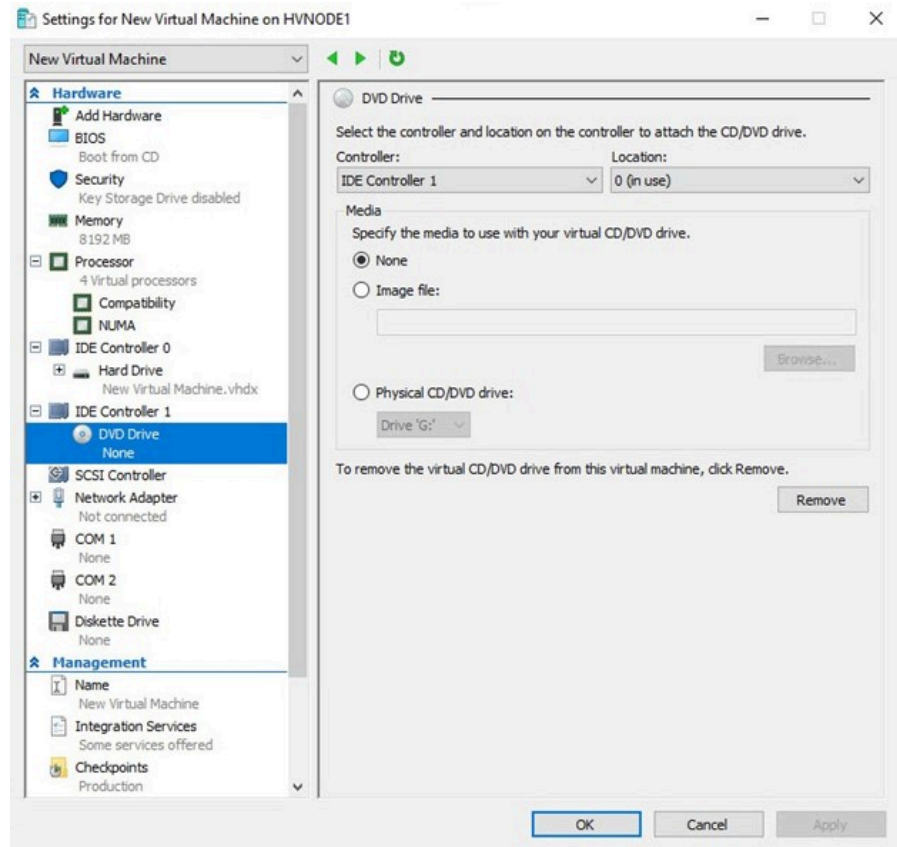 Settings for New Virtual Machine on HVNODE1
New Virtual Machine
Hardware
Add Hardware
BIOS
Boot from CD
Security
Key Storage Drive disabled
Memory
8192 MB
Processor
4 Virtual processors
Compatibility
NUMA
IDE Controller 0
Hard Drive
New Virtual Machine.vhdx
IDE Controller 1
DVD Drive
None
SCSI Controller
Network Adapter
Not connected
COM 1
None
COM 2
None
Diskette Drive
None
Management
Name
New Virtual Machine
Integration Services
Some services offered
Checkpoints
Production
DVD Drive
Select the controller and location on the controller to attach the CD/DVD drive.
Controller: Location:
IDE Controller 1 0 (in use)
Media
Specify the media to use with your virtual CD/DVD drive.
None
Image file:
Browse...
Physical CD/DVD drive:
Drive 'G:'
To remove the virtual CD/DVD drive from this virtual machine, click Remove.
Remove
OK Cancel Apply